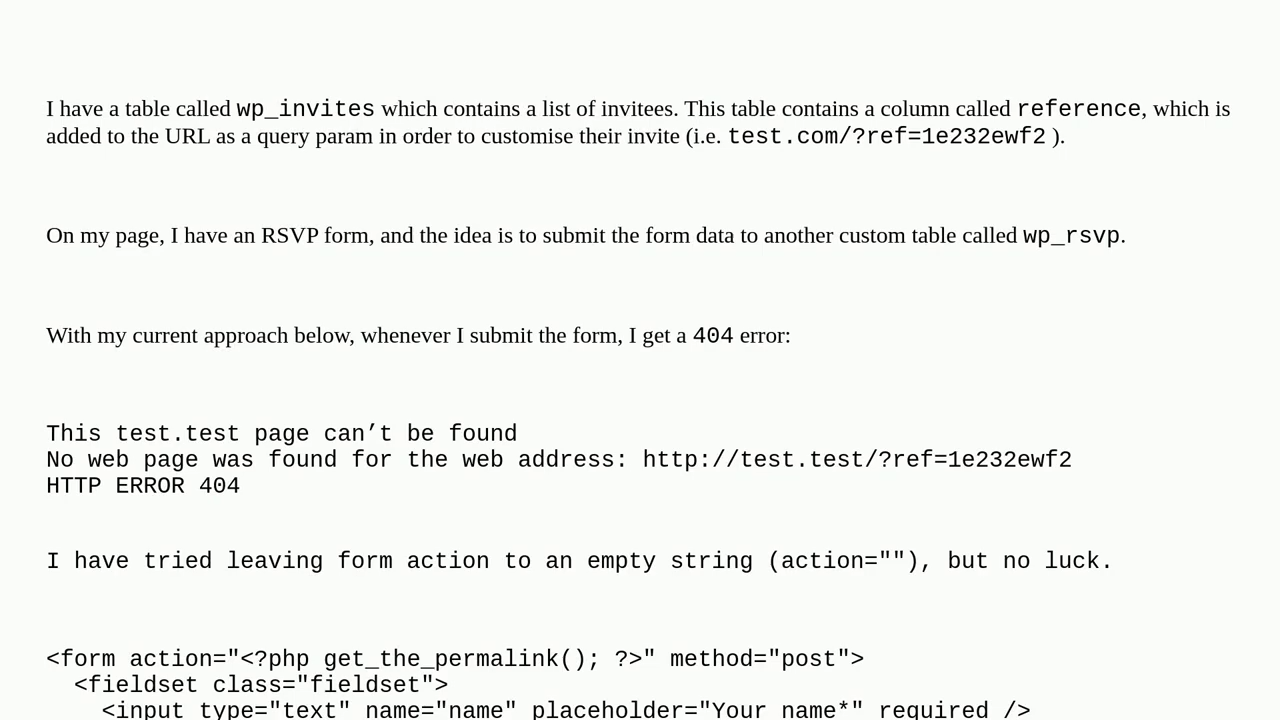 I have a table called wp_invites which contains a list of invitees. This table contains a column called reference, which is
added to the URL as a query param in order to customise their invite (i.e. test.com/?ref=1e232ewf2 ).
On my page, I have an RSVP form, and the idea is to submit the form data to another custom table called wp_rsvp.
With my current approach below, whenever I submit the form, I get a 404 error:
This test.test page can’t be found
No web page was found for the web address: http://test.test/?ref=1e232ewf2
HTTP ERROR 404
I have tried leaving form action to an empty string (action=""), but no luck.
<form action="<?php get_the_permalink(); ?>" method="post">
  <fieldset class="fieldset">
    <input type="text" name="name" placeholder="Your name*" required />